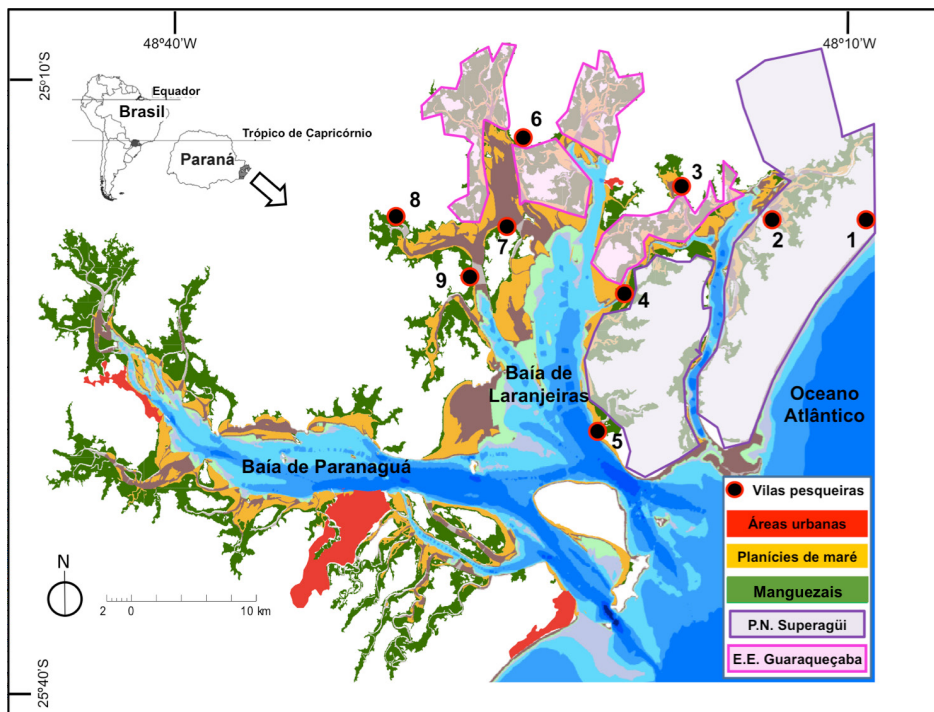 48°40'W
48°10'W
25°10'S
Equador
Brasil
Trópico de Capricórnio
Paraná
6
3
8
2
1
7
9
4
Baía de
Laranjeiras
Oceano
Atlântico
5
Baía de Paranaguá
Vilas pesqueiras
Áreas urbanas
Planícies de maré
Manguezais
P.N. Superagüi
E.E. Guaraqueçaba
N
2 0 10 km
25°40'S